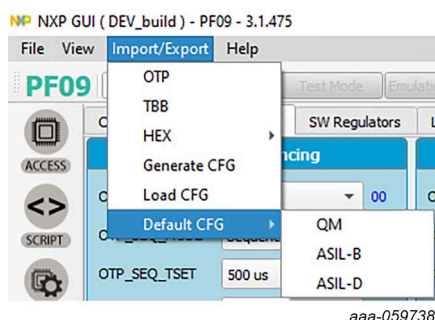 NXP GUI ( DEV_build ) - PF09 - 3.1.475
File View Import/Export Help
PF09 Test Mode
OTP
TBB
HEX
Generate CFG
Load CFG
Default CFG
QM
ASIL-B
ASIL-D
SW Regulators
00
ACCESS
SCRIPT
OTP_SEQ_TSET 500 us
aaa-059738